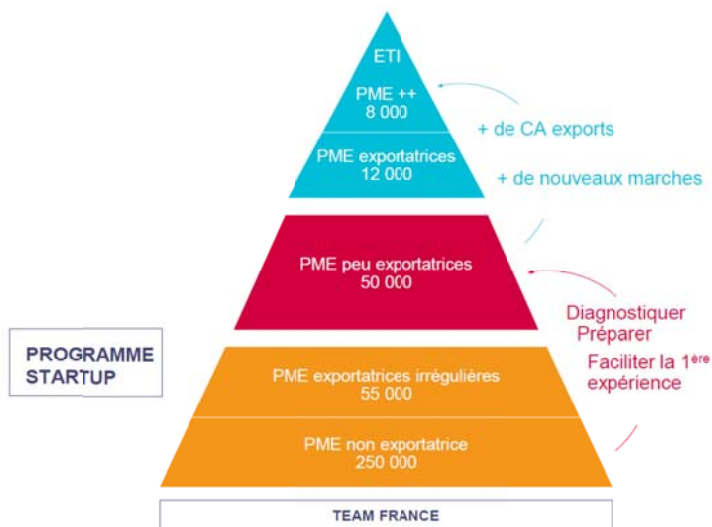 ETI
PME ++
8 000
+ de CA exports
PME exportatrices
12 000
+ de nouveaux marches
PME peu exportatrices
50 000
Diagnostiquer
Préparer
Faciliter la 1ère
expérience
PROGRAMME
STARTUP
PME exportatrices irrégulières
55 000
PME non exportatrice
250 000
TEAM FRANCE